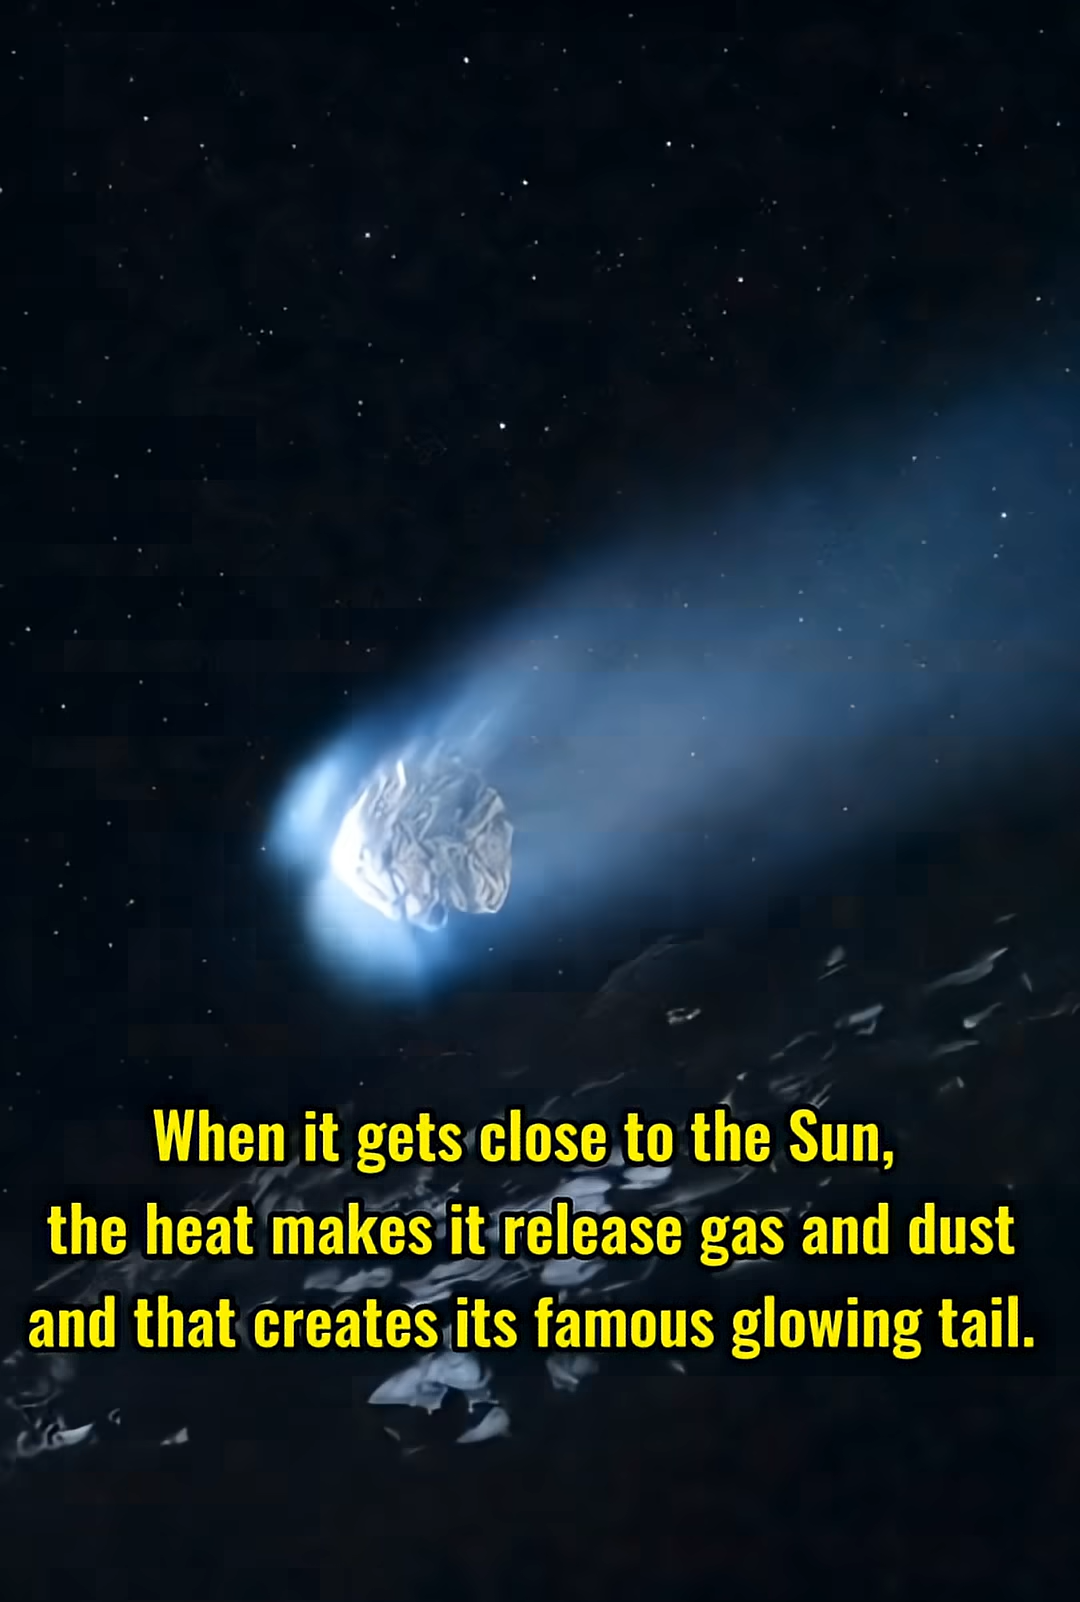 When it gets close to the Sun,
the heat makes it release gas and dust
and that creates its famous glowing tail.